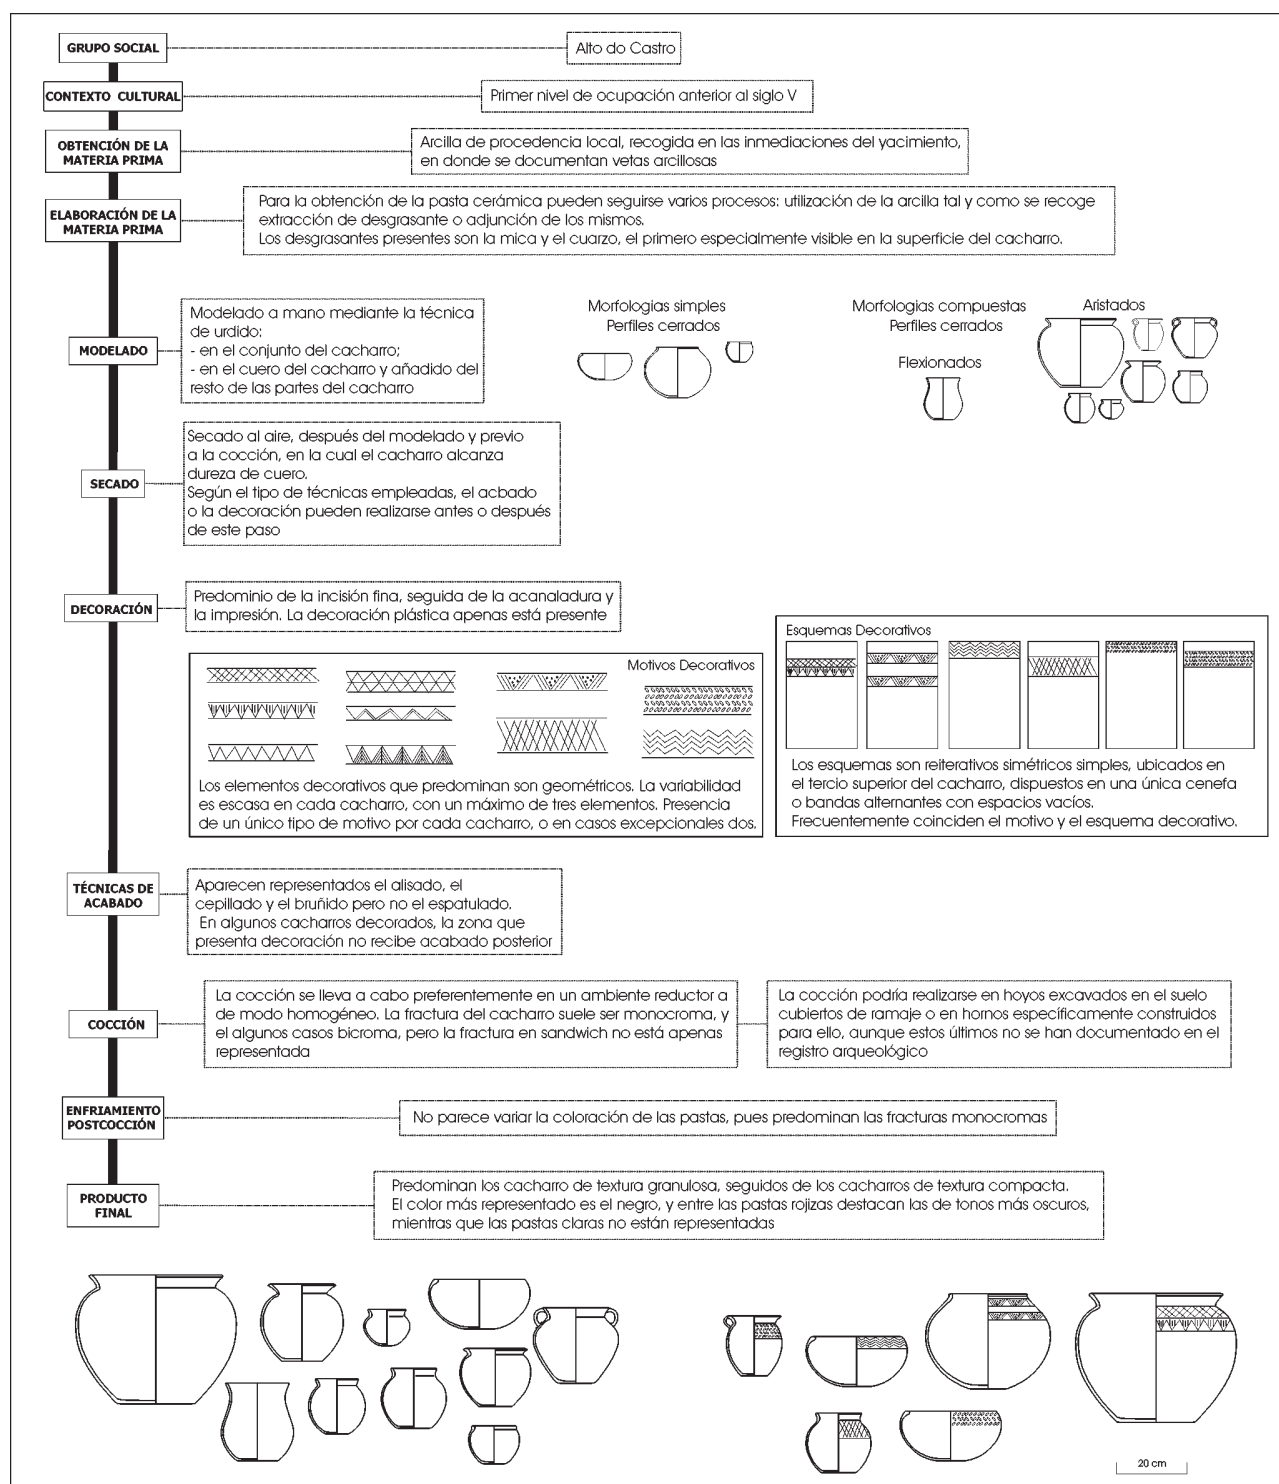 GRUPO SOCIAL
Alto do Castro
CONTEXTO CULTURAL
Primer nivel de ocupación anterior al siglo V
OBTENCIÓN DE LA
MATERIA PRIMA
Arcilla de procedencia local, recogida en las inmediaciones del yacimiento,
en donde se documentan vetas arcillosas
ELABORACIÓN DE LA
MATERIA PRIMA
Para la obtención de la pasta cerámica pueden seguirse varios procesos: utilización de la arcilla tal y como se recoge
extracción de desgrasante o adjunción de los mismos.
Los desgrasantes presentes son la mica y el cuarzo, el primero especialmente visible en la superficie del cacharro.
MODELADO
Modelado a mano mediante la técnica
de urdido:
- en el conjunto del cacharro;
- en el cuero del cacharro y añadido del
resto de las partes del cacharro
Morfologias simples
Perfiles cerrados
Morfologias compuestas
Perfiles cerrados
Flexionados
Aristados
SECADO
Secado al aire, después del modelado y previo
a la cocción, en la cual el cacharro alcanza
dureza de cuero.
Según el tipo de técnicas empleadas, el acbado
o la decoración pueden realizarse antes o después
de este paso
DECORACIÓN
Predominio de la incisión fina, seguida de la acanaladura y
la impresión. La decoración plástica apenas está presente
Motivos Decorativos
Los elementos decorativos que predominan son geométricos. La variabilidad
es escasa en cada cacharro, con un máximo de tres elementos. Presencia
de un único tipo de motivo por cada cacharro, o en casos excepcionales dos.
Esquemas Decorativos
Los esquemas son reiterativos simétricos simples, ubicados en
el tercio superior del cacharro, dispuestos en una única cenefa
o bandas alternantes con espacios vacíos.
Frecuentemente coinciden el motivo y el esquema decorativo.
TÉCNICAS DE
ACABADO
Aparecen representados el alisado, el
cepillado y el bruñido pero no el espatulado.
En algunos cacharros decorados, la zona que
presenta decoración no recibe acabado posterior
COCCIÓN
La cocción se lleva a cabo preferentemente en un ambiente reductor a
de modo homogéneo. La fractura del cacharro suele ser monocroma, y
el algunos casos bicroma, pero la fractura en sandwich no está apenas
representada
La cocción podría realizarse en hoyos excavados en el suelo
cubiertos de ramaje o en hornos específicamente construidos
para ello, aunque estos últimos no se han documentado en el
registro arqueológico
ENFRIAMIENTO
POSTCOCCIÓN
No parece variar la coloración de las pastas, pues predominan las fracturas monocromas
PRODUCTO
FINAL
Predominan los cacharro de textura granulosa, seguidos de los cacharros de textura compacta.
El color más representado es el negro, y entre las pastas rojizas destacan las de tonos más oscuros,
mientras que las pastas claras no están representadas
20 cm